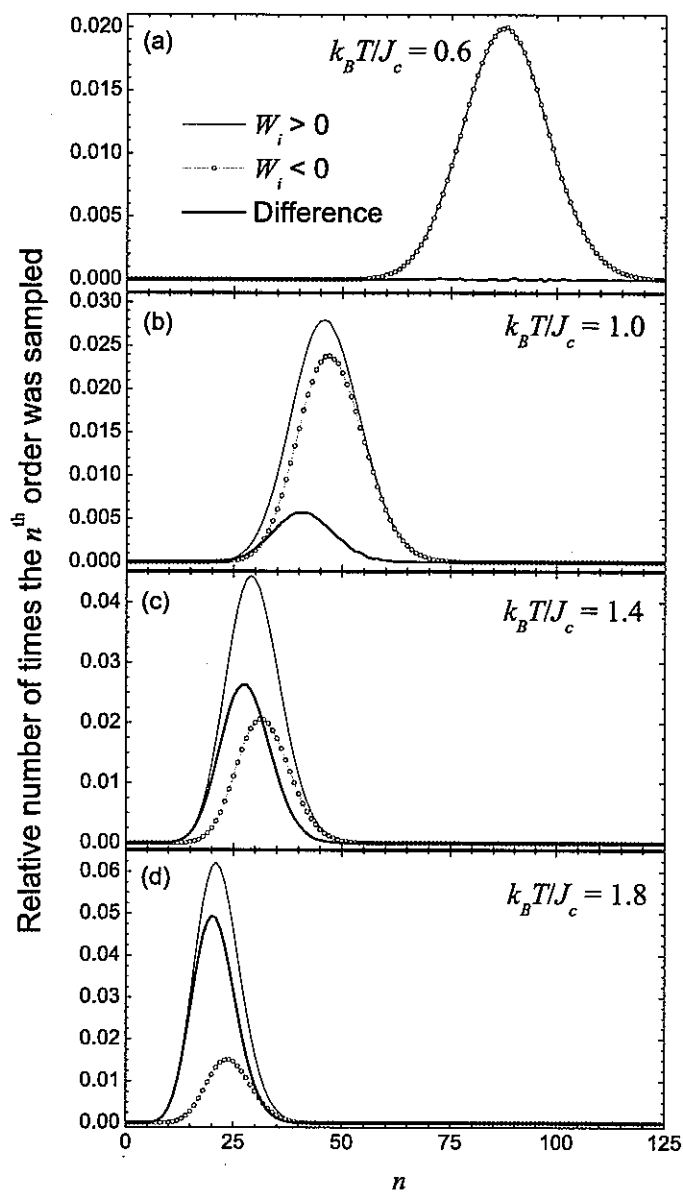 Relative number of times the n^th order was sampled
(a)
k_B T/J_c = 0.6
W_i > 0
W_i < 0
Difference
0.020
0.015
0.010
0.005
0.000
(b)
k_B T/J_c = 1.0
0.030
0.025
0.020
0.015
0.010
0.005
0.000
(c)
k_B T/J_c = 1.4
0.04
0.03
0.02
0.01
0.00
(d)
k_B T/J_c = 1.8
0.06
0.05
0.04
0.03
0.02
0.01
0.00
0 25 50 75 100 125
n